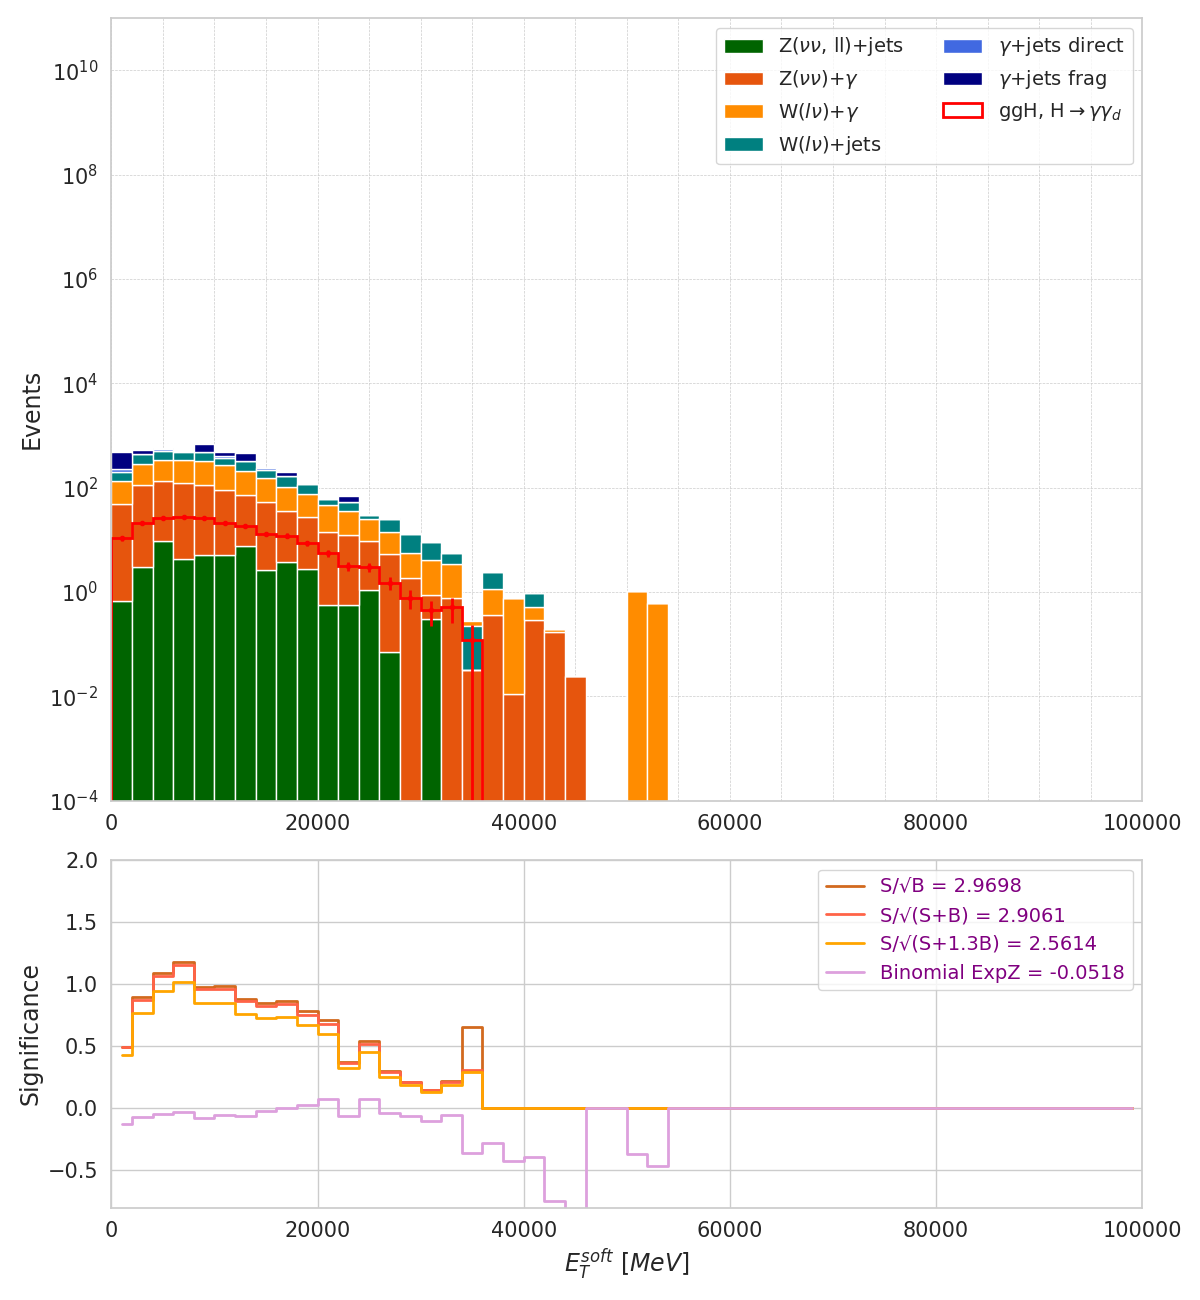 Z(νν, ll)+jets
Z(νν)+γ
W(lν)+γ
W(lν)+jets
γ+jets direct
γ+jets frag
ggH, H→γγ_d
Events
10^10
10^8
10^6
10^4
10^2
10^0
10^−2
10^−4
0 20000 40000 60000 80000 100000
S/√B = 2.9698
S/√(S+B) = 2.9061
S/√(S+1.3B) = 2.5614
Binomial ExpZ = -0.0518
Significance
2.0
1.5
1.0
0.5
0.0
−0.5
0 20000 40000 60000 80000 100000
E_T^soft [MeV]